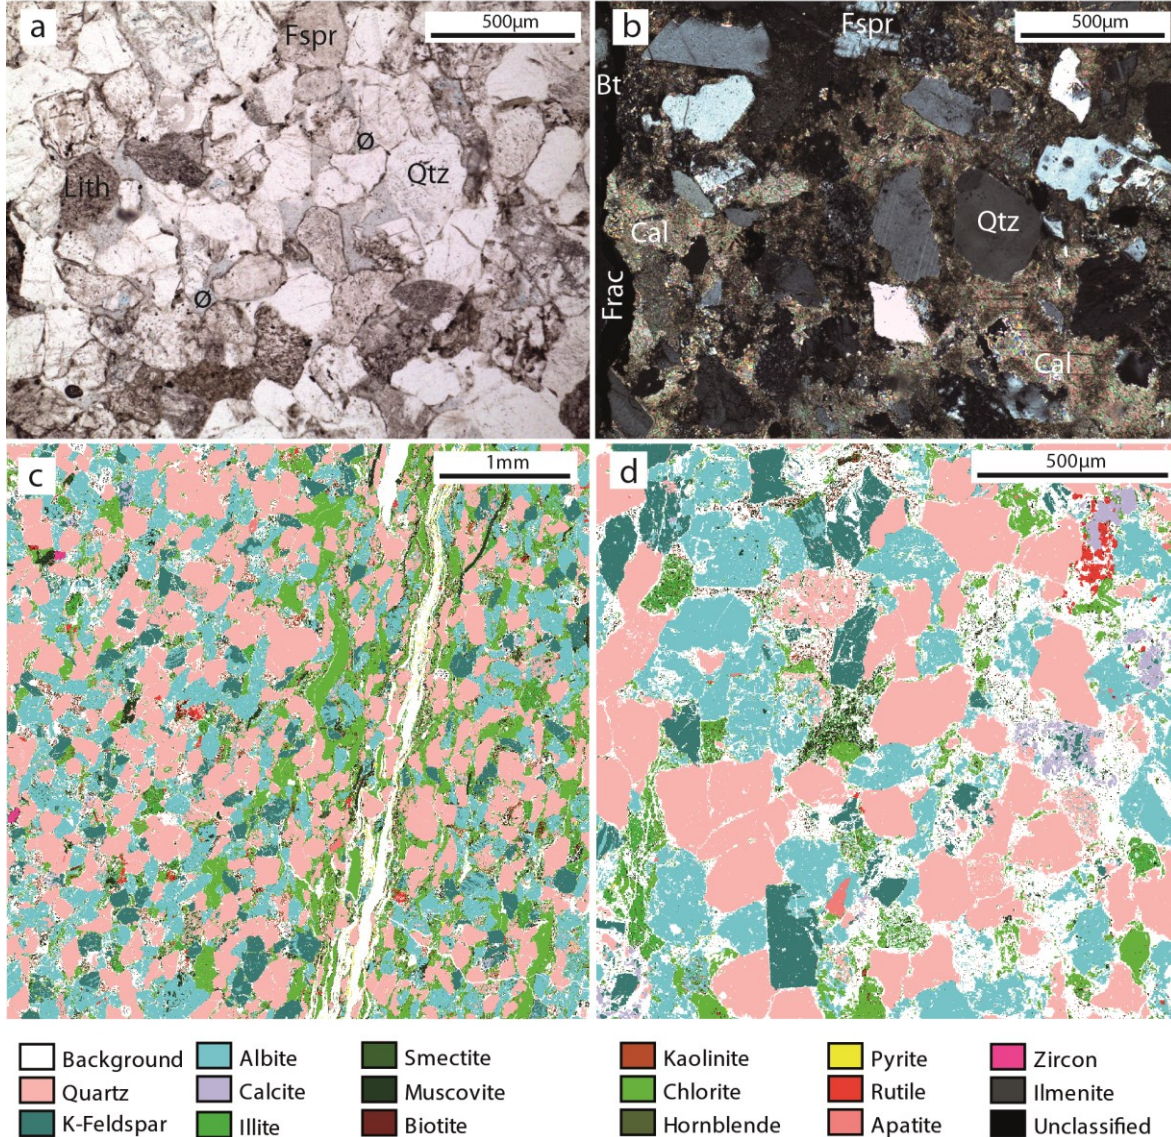 a
Fspr
500µm
Lith
Ø
Qtz
Ø
b
Fspr
500µm
Bt
Cal
Qtz
Frac
Cal
c
1mm
d
500µm
Background
Albite
Smectite
Kaolinite
Pyrite
Zircon
Quartz
Calcite
Muscovite
Chlorite
Rutile
Ilmenite
K-Feldspar
Illite
Biotite
Hornblende
Apatite
Unclassified